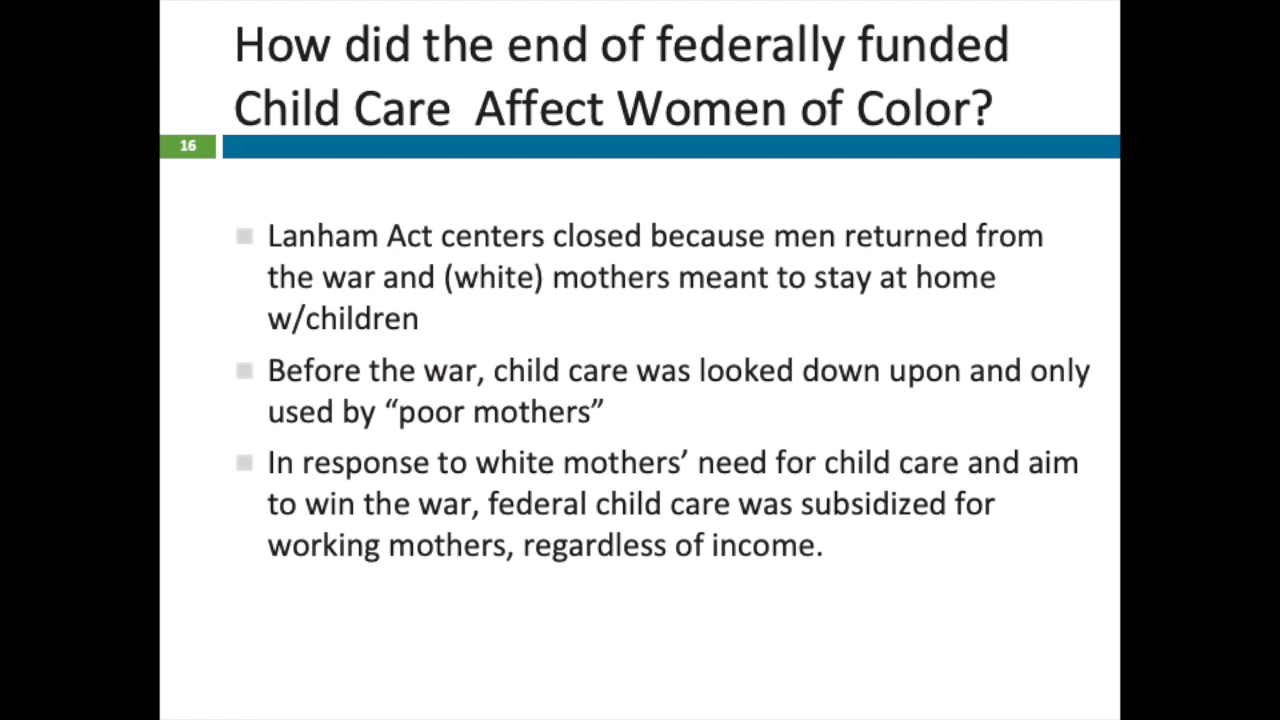 How did the end of federally funded
Child Care  Affect Women of Color?
16
Lanham Act centers closed because men returned from
the war and (white) mothers meant to stay at home
w/children
Before the war, child care was looked down upon and only
used by “poor mothers”
In response to white mothers’ need for child care and aim
to win the war, federal child care was subsidized for
working mothers, regardless of income.